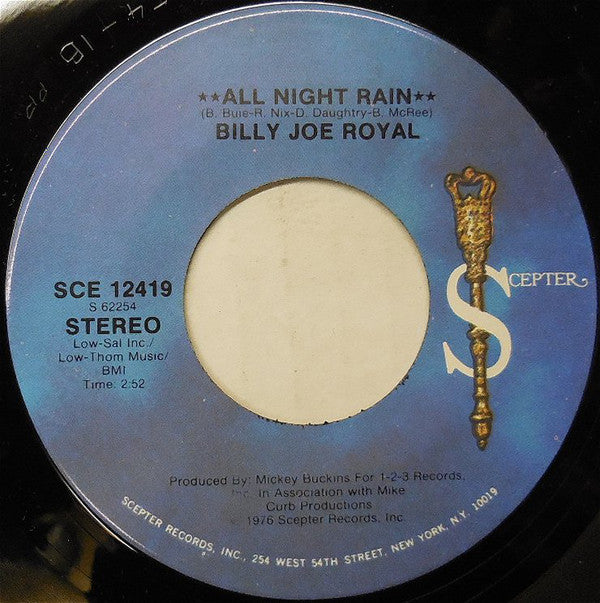 ★★ALL NIGHT RAIN★★
(B. Buie-R. Nix-D. Daughtry-B. McRee)
BILLY JOE ROYAL
SCEPTER
SCE 12419
S 62254
STEREO
Low-Sal Inc./
Low-Thom Music/
BMI
Time: 2:52
Produced By: Mickey Buckins For 1-2-3 Records,
Inc. In Association with Mike
Curb Productions
©1976 Scepter Records, Inc
SCEPTER RECORDS, INC., 254 WEST 54TH STREET, NEW YORK, N.Y. 10019